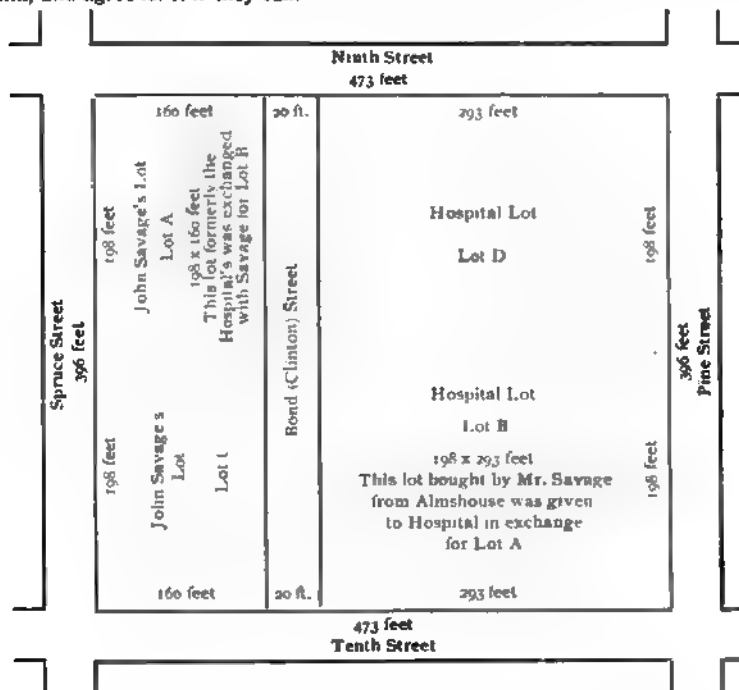 Ninth Street
473 feet
160 feet
20 ft.
293 feet
198 feet
John Savage's Lot
Lot A
198 x 160 feet
This lot formerly the
Hospital's was exchanged
with Savage for Lot B
Hospital Lot
Lot D
198 feet
Spruce Street
396 feet
Bond (Clinton) Street
396 feet
Pine Street
198 feet
John Savage's
Lot
Lot
Hospital Lot
Lot B
198 x 293 feet
This lot bought by Mr. Savage
from Almshouse was given
to Hospital in exchange
for Lot A
198 feet
160 feet
20 ft.
293 feet
473 feet
Tenth Street